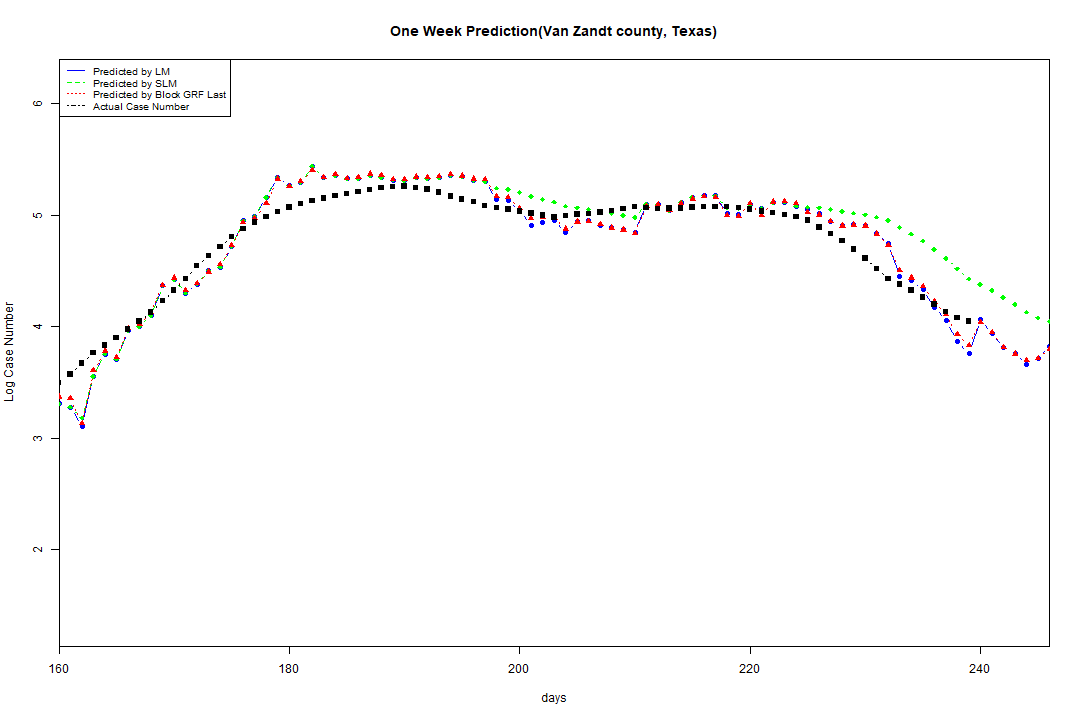 One Week Prediction(Van Zandt county, Texas)
Predicted by LM
Predicted by SLM
Predicted by Block GRF Last
Actual Case Number
6
5
4
3
2
Log Case Number
160 180 200 220 240
days